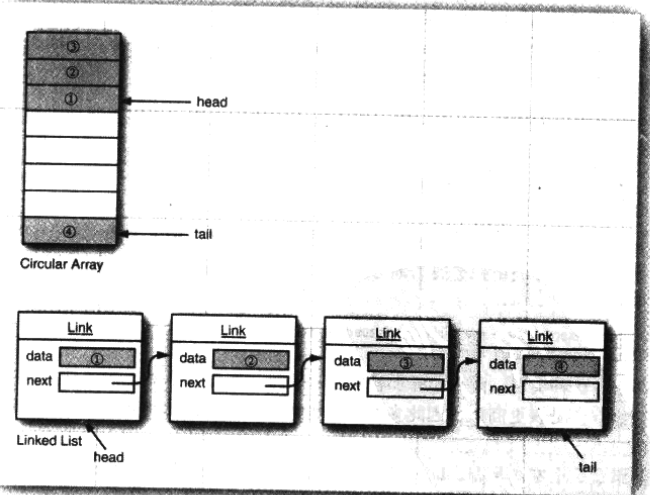 ③
②
①
head
④
tail
Circular Array
Link
data ①
next
Link
data ②
next
Link
data ③
next
Link
data ④
next
Linked List
head
tail